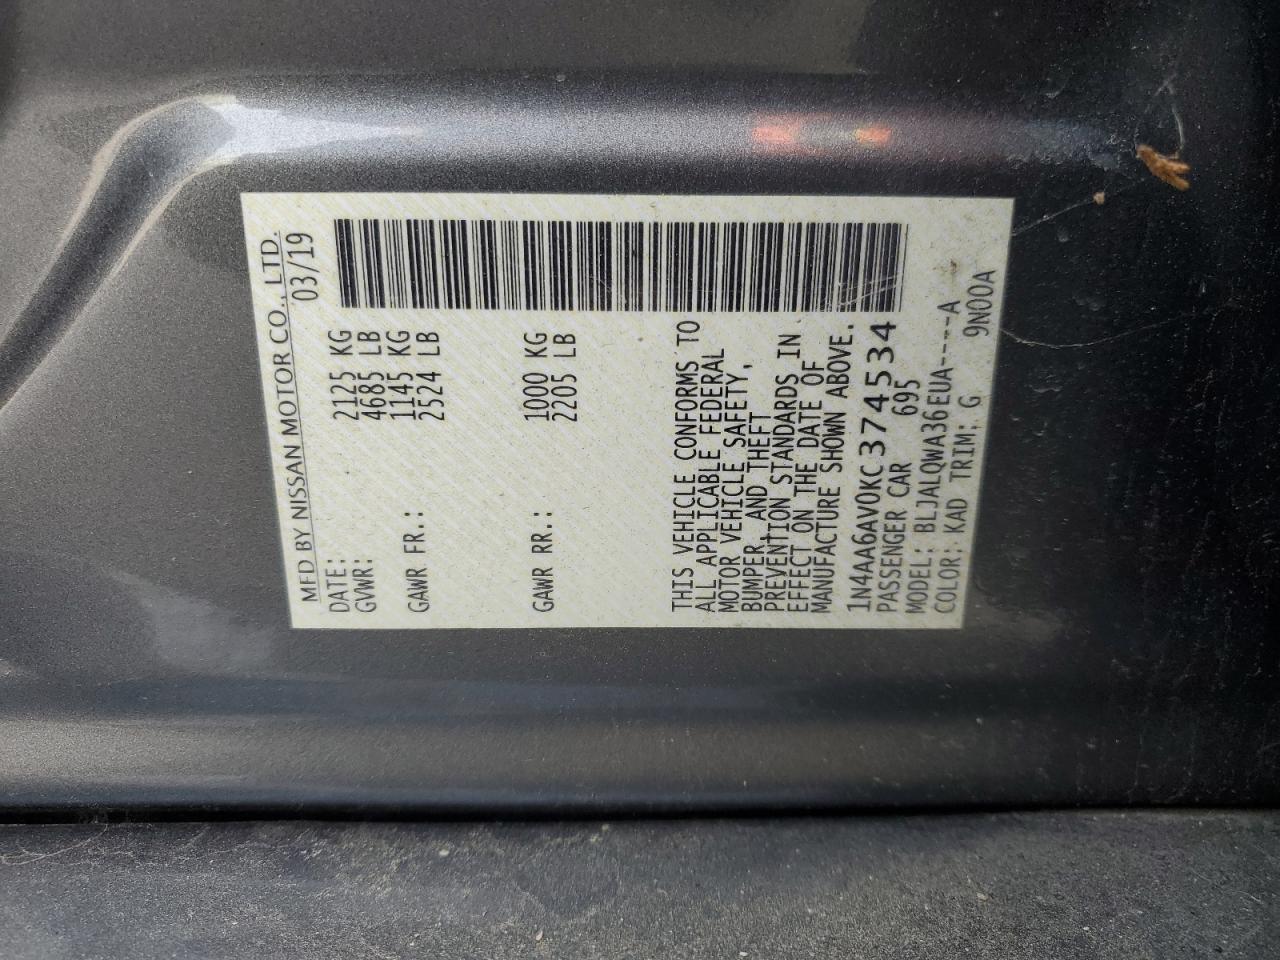 MFD BY NISSAN MOTOR CO., LTD.
DATE: 03/19
GVWR: 2125 KG
4685 LB
GAWR FR.: 1145 KG
2524 LB
GAWR RR.: 1000 KG
2205 LB
THIS VEHICLE CONFORMS TO
ALL APPLICABLE FEDERAL
MOTOR VEHICLE SAFETY,
BUMPER, AND THEFT
PREVENTION STANDARDS IN
EFFECT ON THE DATE OF
MANUFACTURE SHOWN ABOVE.
1N4AA6AV0KC374534
PASSENGER CAR 695
MODEL: BLJALQWA36EUA----A
COLOR: KAD TRIM: G 9N00A